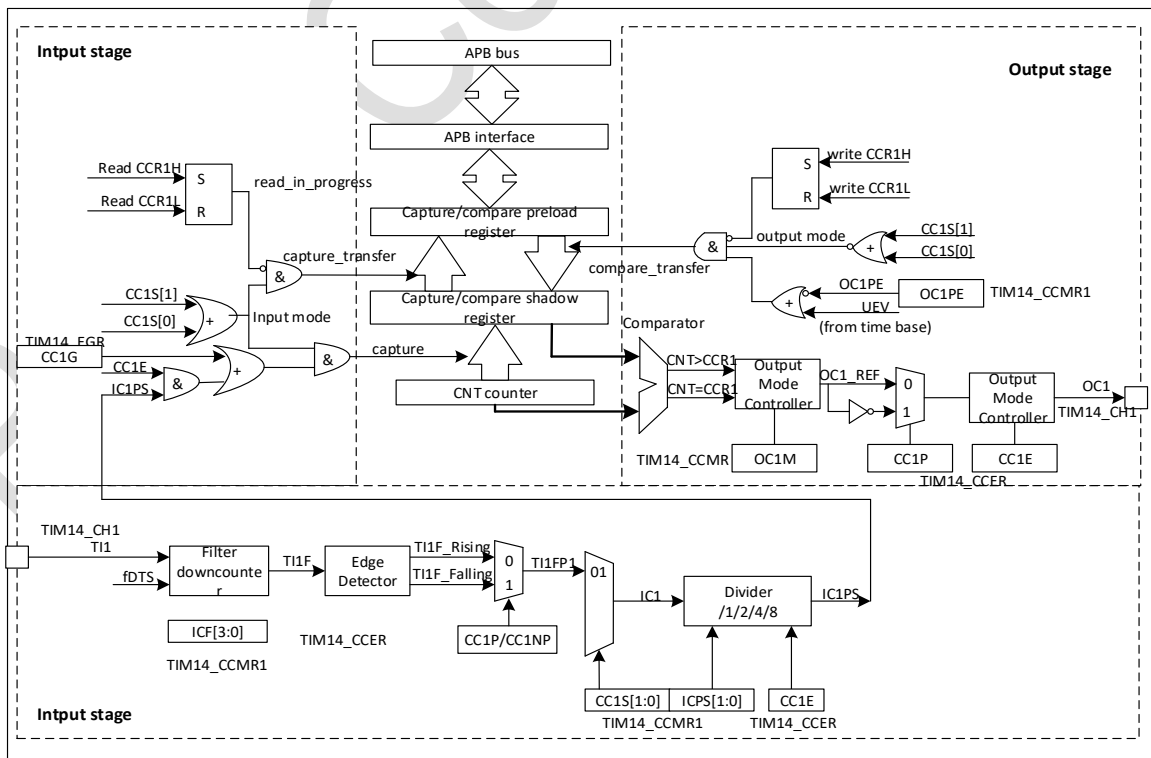 Intput stage
APB bus
Output stage
APB interface
Read CCR1H
Read CCR1L
S
R
read_in_progress
S
R
write CCR1H
write CCR1L
Capture/compare preload
register
capture_transfer
&
&
output mode
compare_transfer
+
CC1S[1]
CC1S[0]
CC1S[1]
CC1S[0]
+
Input mode
Capture/compare shadow
register
+
OC1PE
UEV
(from time base)
OC1PE
TIM14_CCMR1
TIM14_EGR
CC1G
CC1E
IC1PS
&
+
&
capture
CNT counter
Comparator
CNT>CCR1
CNT=CCR1
Output
Mode
Controller
OC1_REF
0
1
Output
Mode
Controller
OC1
TIM14_CH1
TIM14_CCMR
OC1M
CC1P
CC1E
TIM14_CCER
TIM14_CH1
TI1
fDTS
Filter
downcounte
r
TI1F
Edge
Detector
TI1F_Rising
TI1F_Falling
0
1
TI1FP1
01
IC1
Divider
/1/2/4/8
IC1PS
ICF[3:0]
TIM14_CCMR1
TIM14_CCER
CC1P/CC1NP
CC1S[1:0]
ICPS[1:0]
CC1E
TIM14_CCMR1
TIM14_CCER
Intput stage